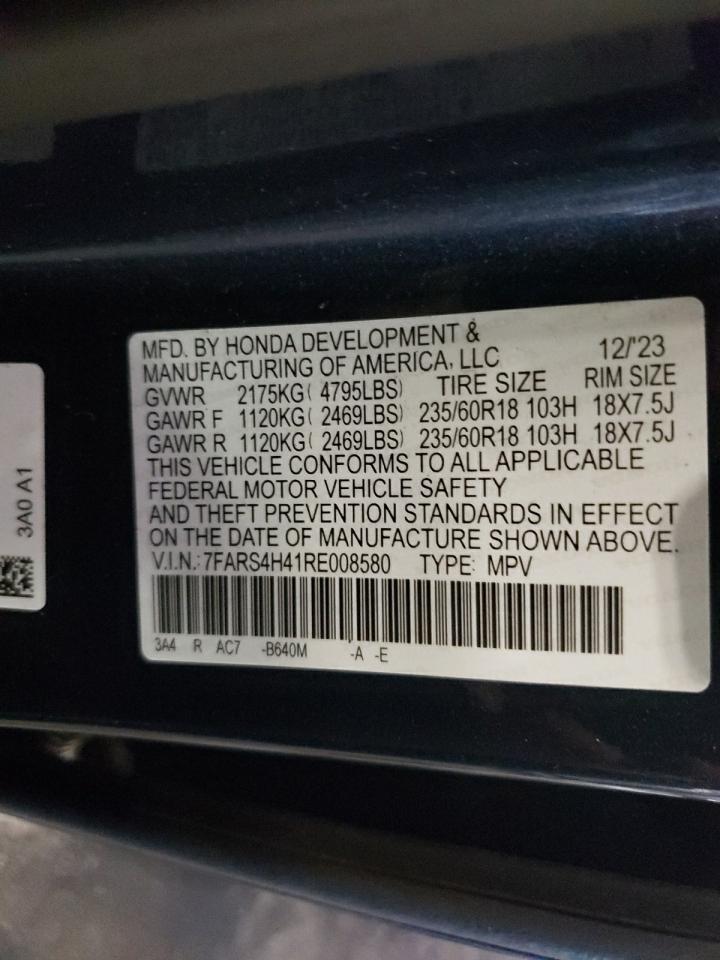 MFD. BY HONDA DEVELOPMENT &
MANUFACTURING OF AMERICA, LLC 12/'23
GVWR 2175KG( 4795LBS) TIRE SIZE RIM SIZE
GAWR F 1120KG( 2469LBS) 235/60R18 103H 18X7.5J
GAWR R 1120KG( 2469LBS) 235/60R18 103H 18X7.5J
THIS VEHICLE CONFORMS TO ALL APPLICABLE
FEDERAL MOTOR VEHICLE SAFETY
AND THEFT PREVENTION STANDARDS IN EFFECT
ON THE DATE OF MANUFACTURE SHOWN ABOVE.
V.I.N.:7FARS4H41RE008580 TYPE: MPV
3A4 R AC7 -B640M -A -E
3A0 A1